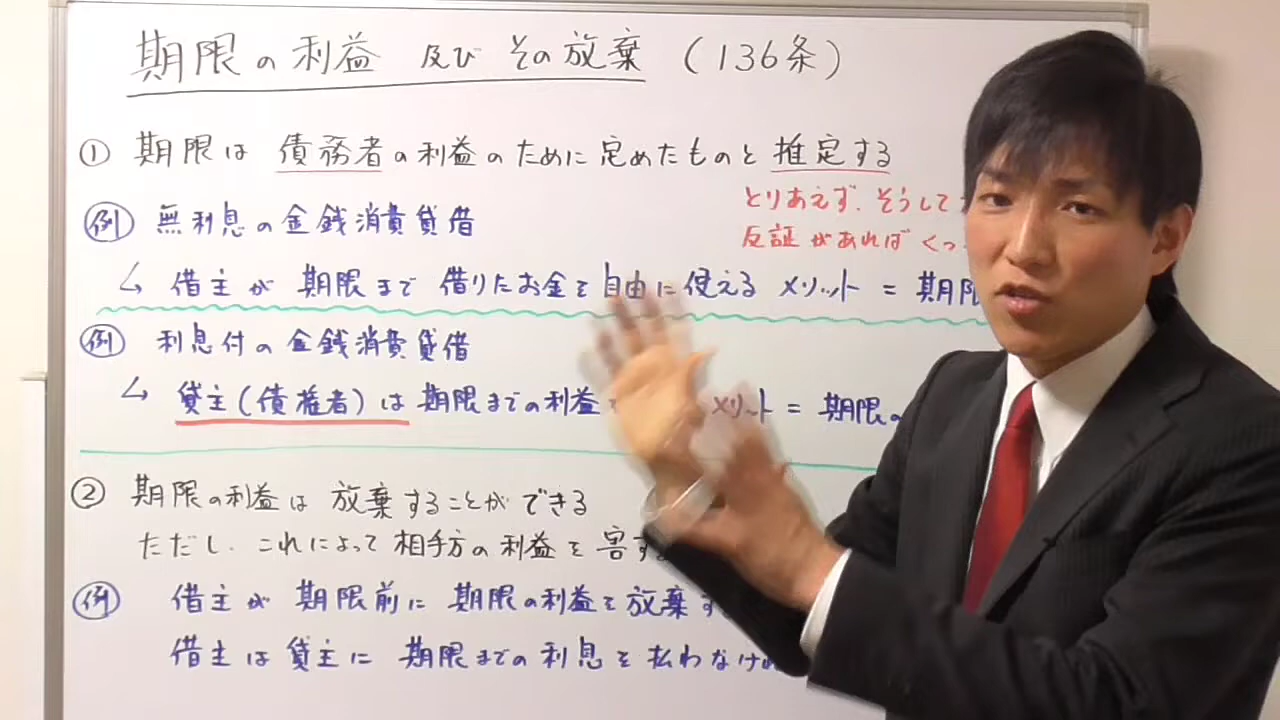 期限の利益 及び その放棄 (136条)
① 期限は 債務者の利益のために定めたものと推定する
とりあえず、そうして
反証があればくつ
例 無利息の金銭消費貸借
↳ 借主が 期限まで 借りたお金を自由に使える メリット = 期限
例 利息付の金銭消費貸借
↳ 貸主(債権者)は 期限までの利益 メリット = 期限の
② 期限の利益は 放棄することができる
ただし、これによって相手方の利益を害す
例 借主が 期限前に 期限の利益を放棄す
借主は貸主に 期限までの利息を払わなけれ